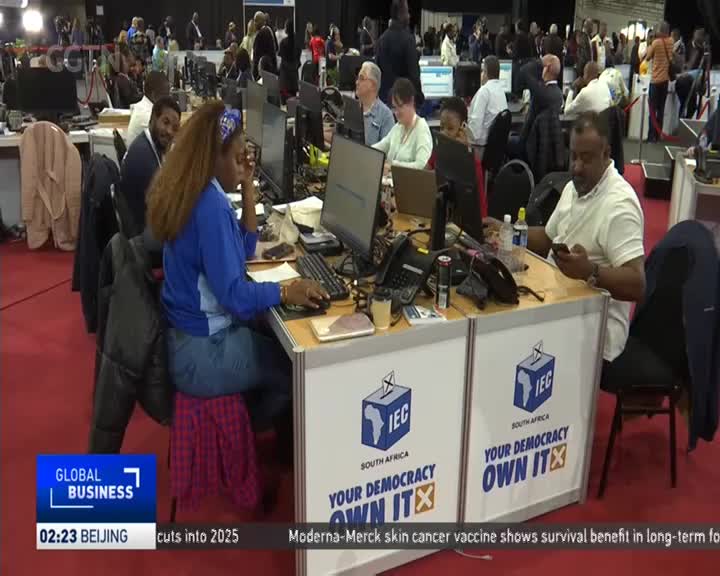 CGTN
IEC
SOUTH AFRICA
YOUR DEMOCRACY
OWN IT
IEC
SOUTH AFRICA
YOUR DEMOCRACY
OWN IT
GLOBAL
BUSINESS
02:23 BEIJING
cuts into 2025 Moderna-Merck skin cancer vaccine shows survival benefit in long-term fo